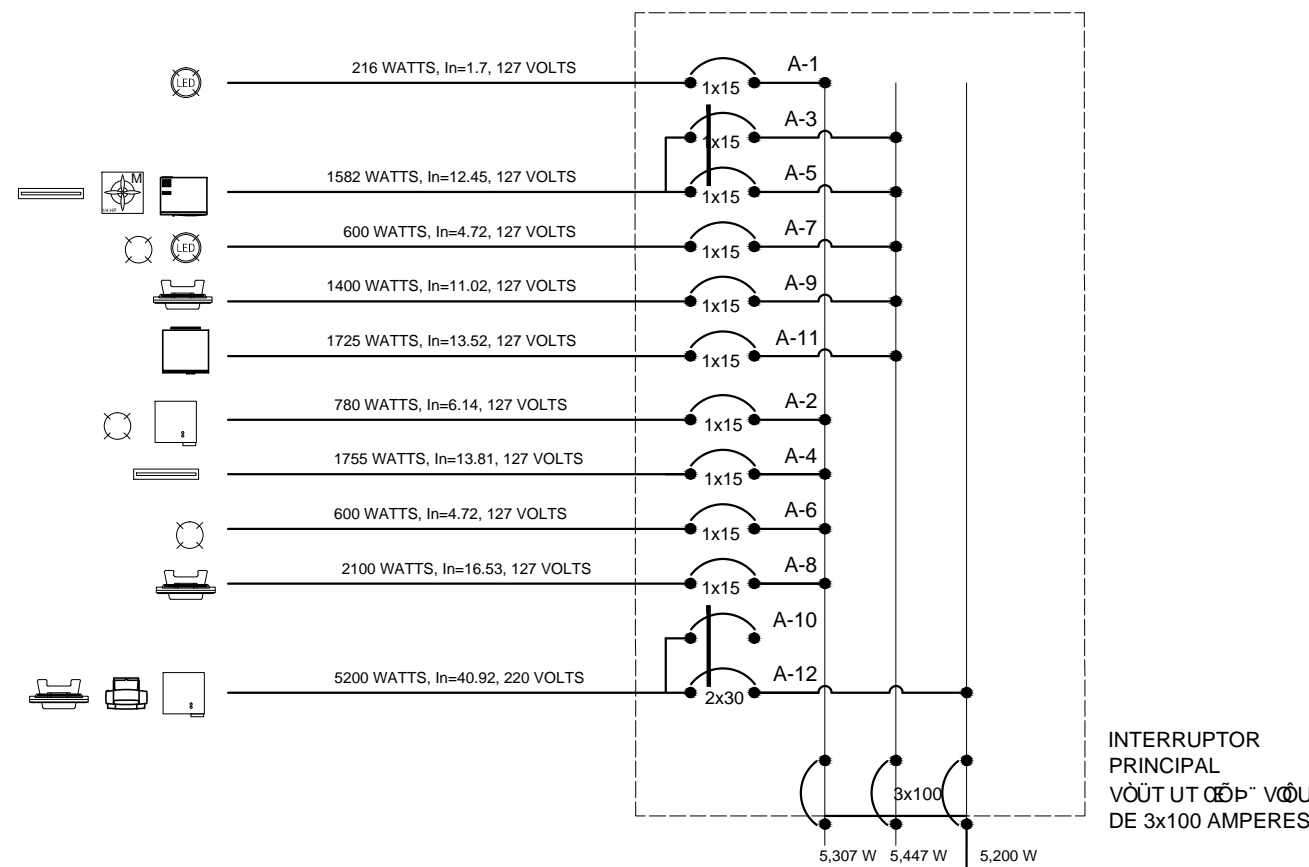 216 WATTS, In=1.7, 127 VOLTS
A-1
LED
1x15
A-3
1x15
1582 WATTS, In=12.45, 127 VOLTS
A-5
M
1x15
600 WATTS, In=4.72, 127 VOLTS
A-7
LED
1x15
1400 WATTS, In=11.02, 127 VOLTS
A-9
1x15
1725 WATTS, In=13.52, 127 VOLTS
A-11
1x15
780 WATTS, In=6.14, 127 VOLTS
A-2
1x15
1755 WATTS, In=13.81, 127 VOLTS
A-4
1x15
600 WATTS, In=4.72, 127 VOLTS
A-6
1x15
2100 WATTS, In=16.53, 127 VOLTS
A-8
1x15
A-10
5200 WATTS, In=40.92, 220 VOLTS
A-12
2x30
INTERRUPTOR
PRINCIPAL
DE 3x100 AMPERES
3x100
5,307 W
5,447 W
5,200 W